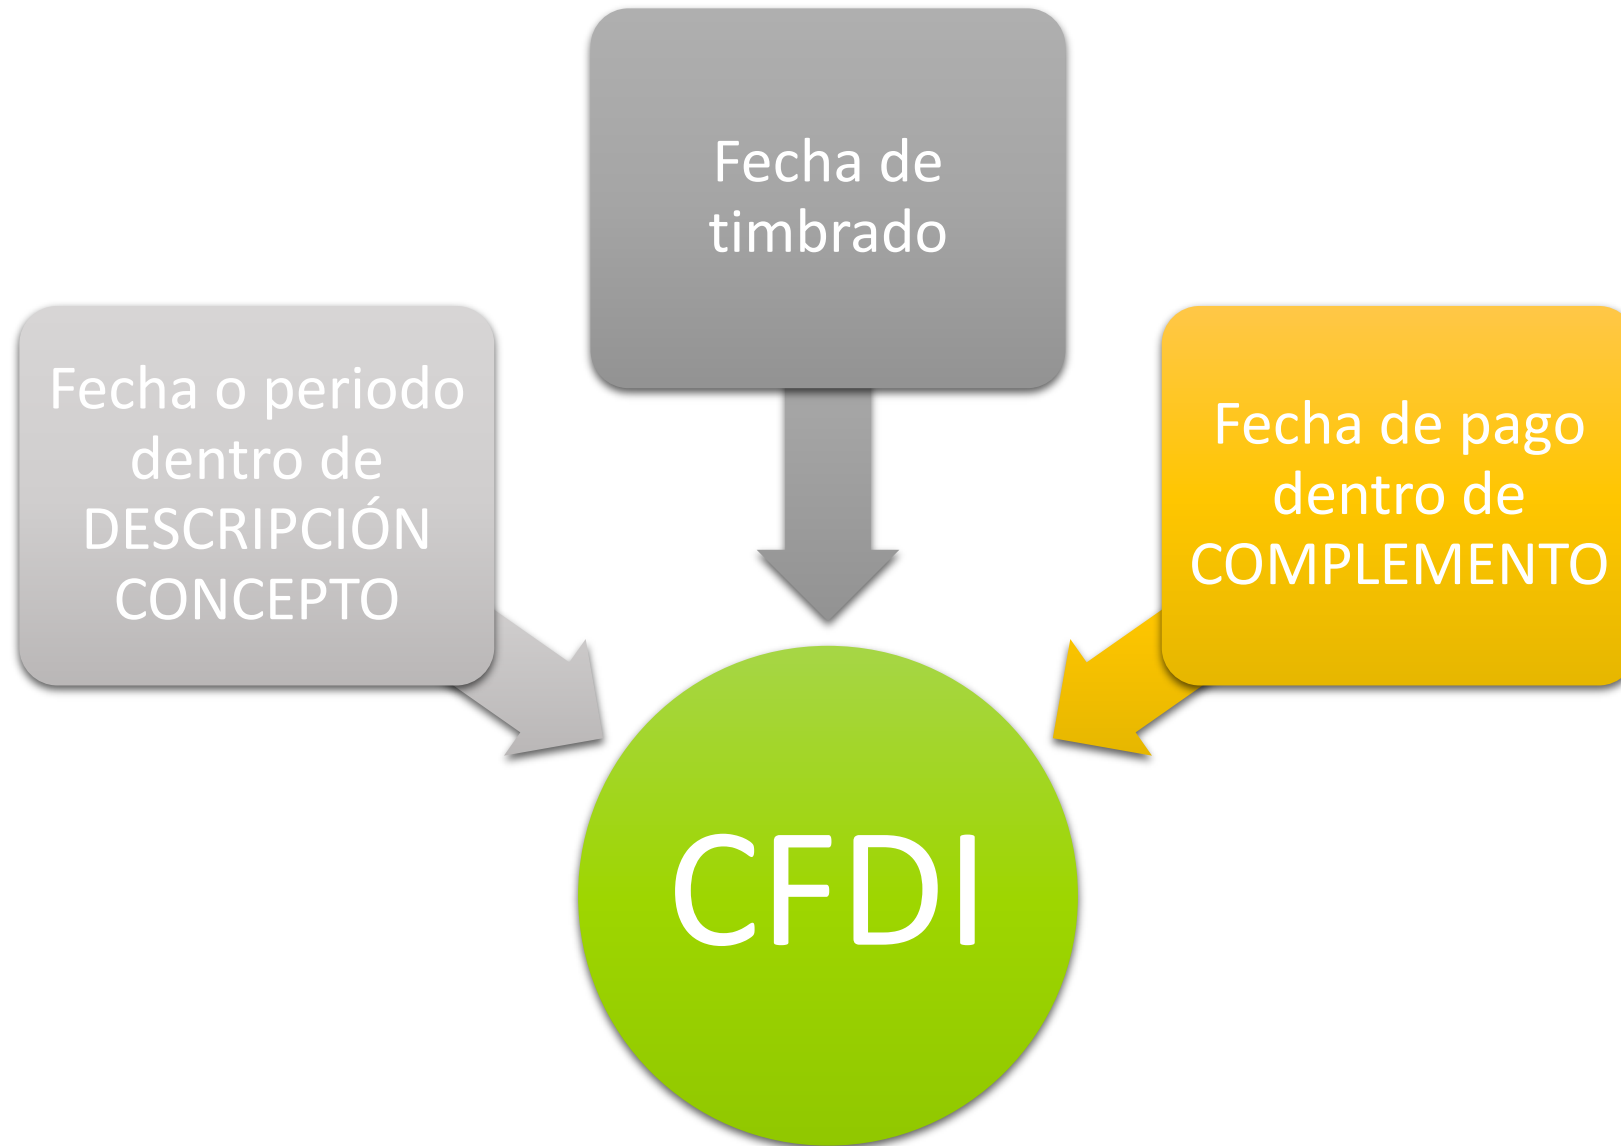 Fecha de
timbrado
Fecha o periodo
dentro de
DESCRIPCIÓN
CONCEPTO
Fecha de pago
dentro de
COMPLEMENTO
CFDI